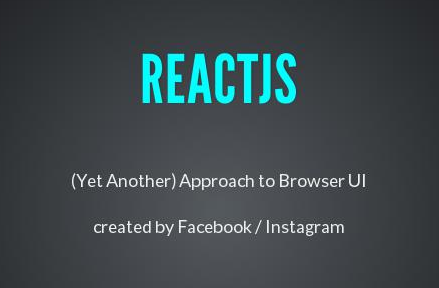 REACTJS
(Yet Another) Approach to Browser UI
created by Facebook / Instagram